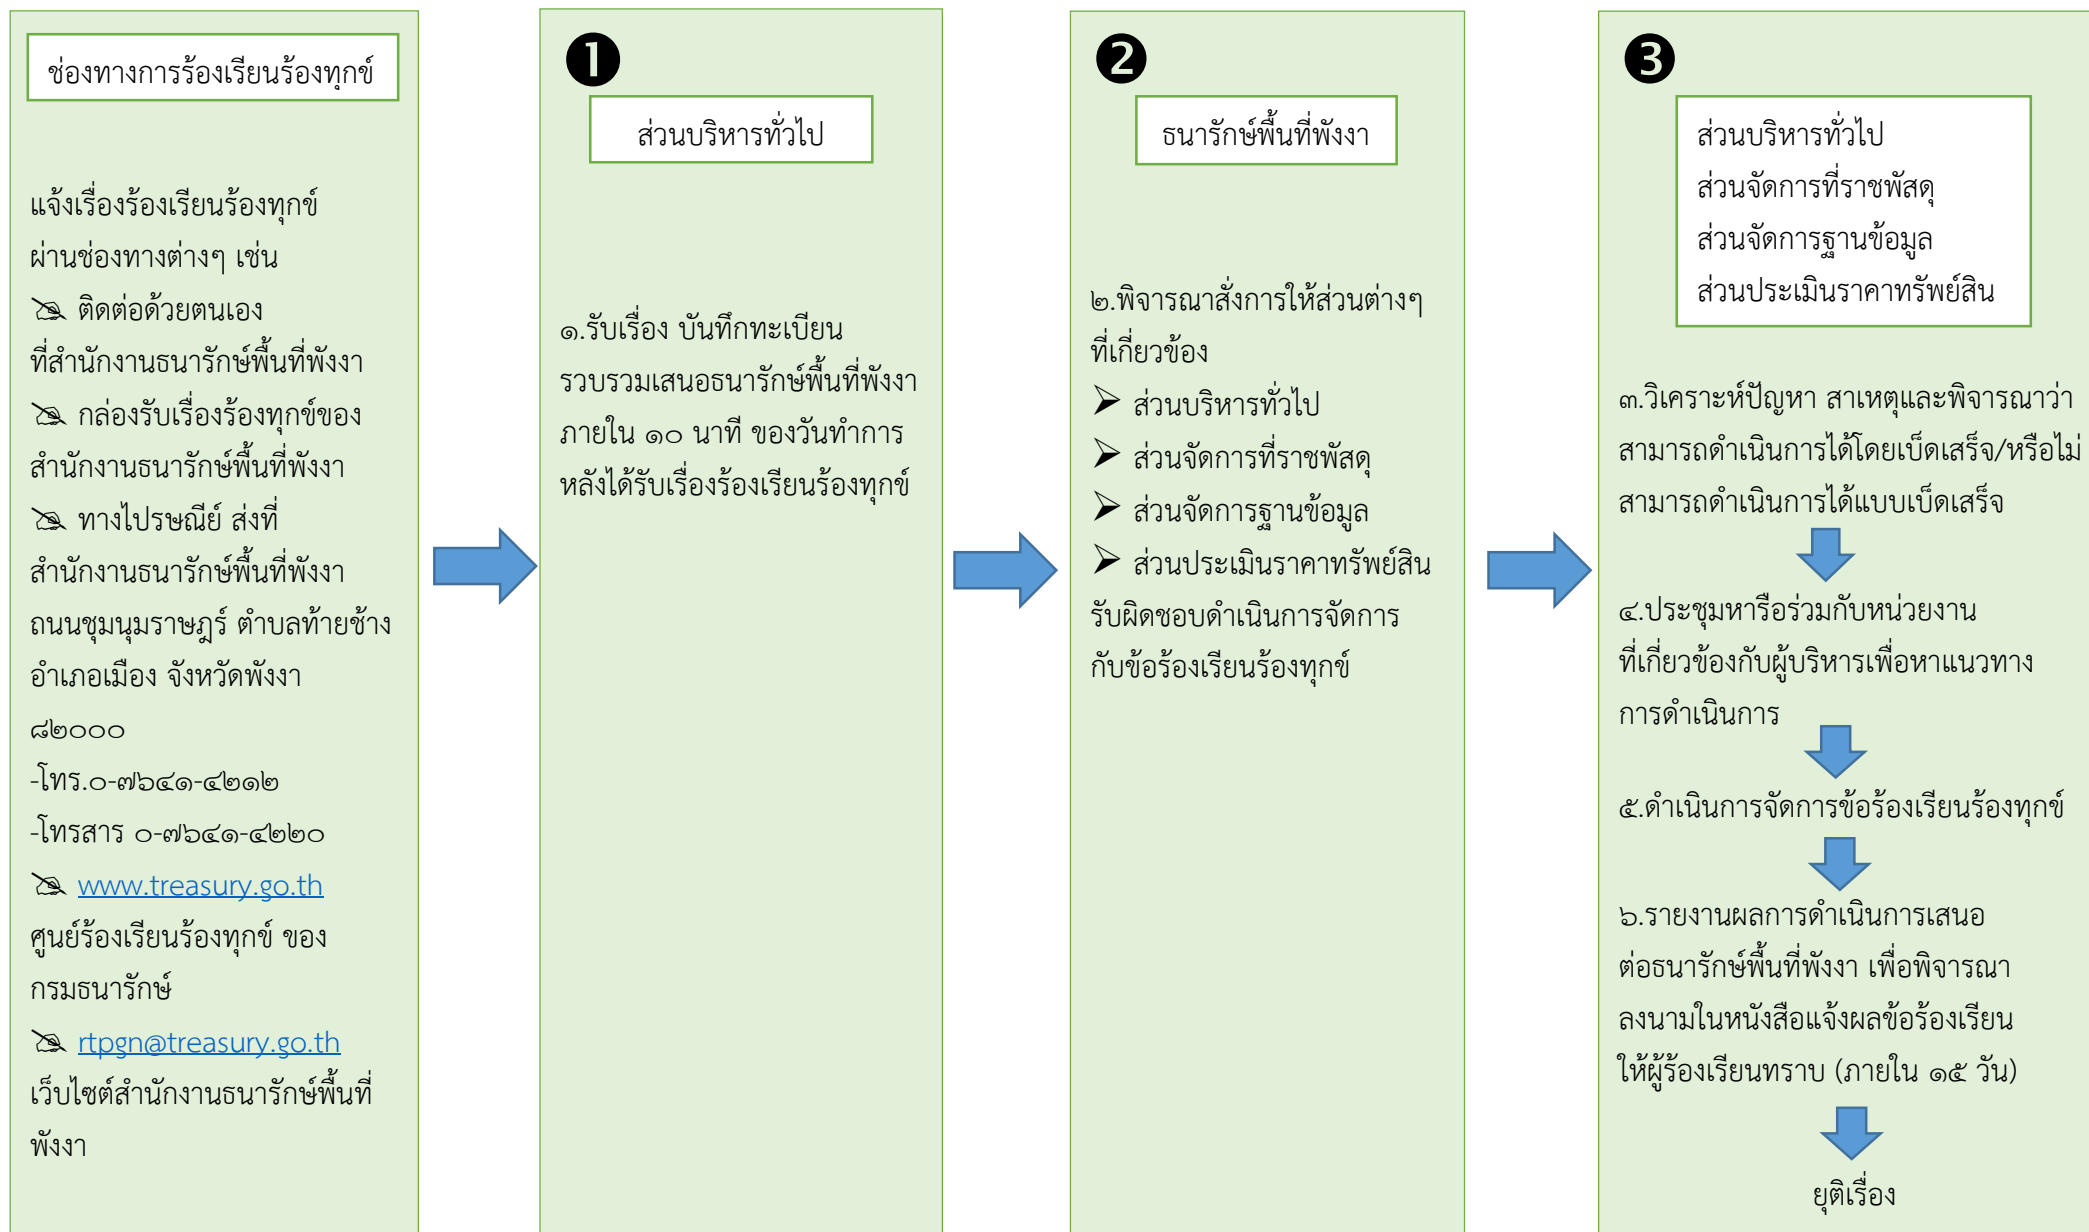 ช่องทางการร้องเรียนร้องทุกข์
แจ้งเรื่องร้องเรียนร้องทุกข์
ผ่านช่องทางต่างๆ เช่น
ติดต่อด้วยตนเอง
ที่สำนักงานธนารักษ์พื้นที่พังงา
กล่องรับเรื่องร้องทุกข์ของ
สำนักงานธนารักษ์พื้นที่พังงา
ทางไปรษณีย์ ส่งที่
สำนักงานธนารักษ์พื้นที่พังงา
ถนนชุมนุมราษฎร์ ตำบลท้ายช้าง
อำเภอเมือง จังหวัดพังงา
๘๒๐๐๐
-โทร.๐-๗๖๔๑-๔๒๑๒
-โทรสาร ๐-๗๖๔๑-๔๒๒๐
www.treasury.go.th
ศูนย์ร้องเรียนร้องทุกข์ ของ
กรมธนารักษ์
rtpgn@treasury.go.th
เว็บไซต์สำนักงานธนารักษ์พื้นที่
พังงา
❶
ส่วนบริหารทั่วไป
๑.รับเรื่อง บันทึกทะเบียน
รวบรวมเสนอธนารักษ์พื้นที่พังงา
ภายใน ๑๐ นาที ของวันทำการ
หลังได้รับเรื่องร้องเรียนร้องทุกข์
❷
ธนารักษ์พื้นที่พังงา
๒.พิจารณาสั่งการให้ส่วนต่างๆ
ที่เกี่ยวข้อง
➢ ส่วนบริหารทั่วไป
➢ ส่วนจัดการที่ราชพัสดุ
➢ ส่วนจัดการฐานข้อมูล
➢ ส่วนประเมินราคาทรัพย์สิน
รับผิดชอบดำเนินการจัดการ
กับข้อร้องเรียนร้องทุกข์
❸
ส่วนบริหารทั่วไป
ส่วนจัดการที่ราชพัสดุ
ส่วนจัดการฐานข้อมูล
ส่วนประเมินราคาทรัพย์สิน
๓.วิเคราะห์ปัญหา สาเหตุและพิจารณาว่า
สามารถดำเนินการได้โดยเบ็ดเสร็จ/หรือไม่
สามารถดำเนินการได้แบบเบ็ดเสร็จ
๔.ประชุมหารือร่วมกับหน่วยงาน
ที่เกี่ยวข้องกับผู้บริหารเพื่อหาแนวทาง
การดำเนินการ
๕.ดำเนินการจัดการข้อร้องเรียนร้องทุกข์
๖.รายงานผลการดำเนินการเสนอ
ต่อธนารักษ์พื้นที่พังงา เพื่อพิจารณา
ลงนามในหนังสือแจ้งผลข้อร้องเรียน
ให้ผู้ร้องเรียนทราบ (ภายใน ๑๕ วัน)
ยุติเรื่อง